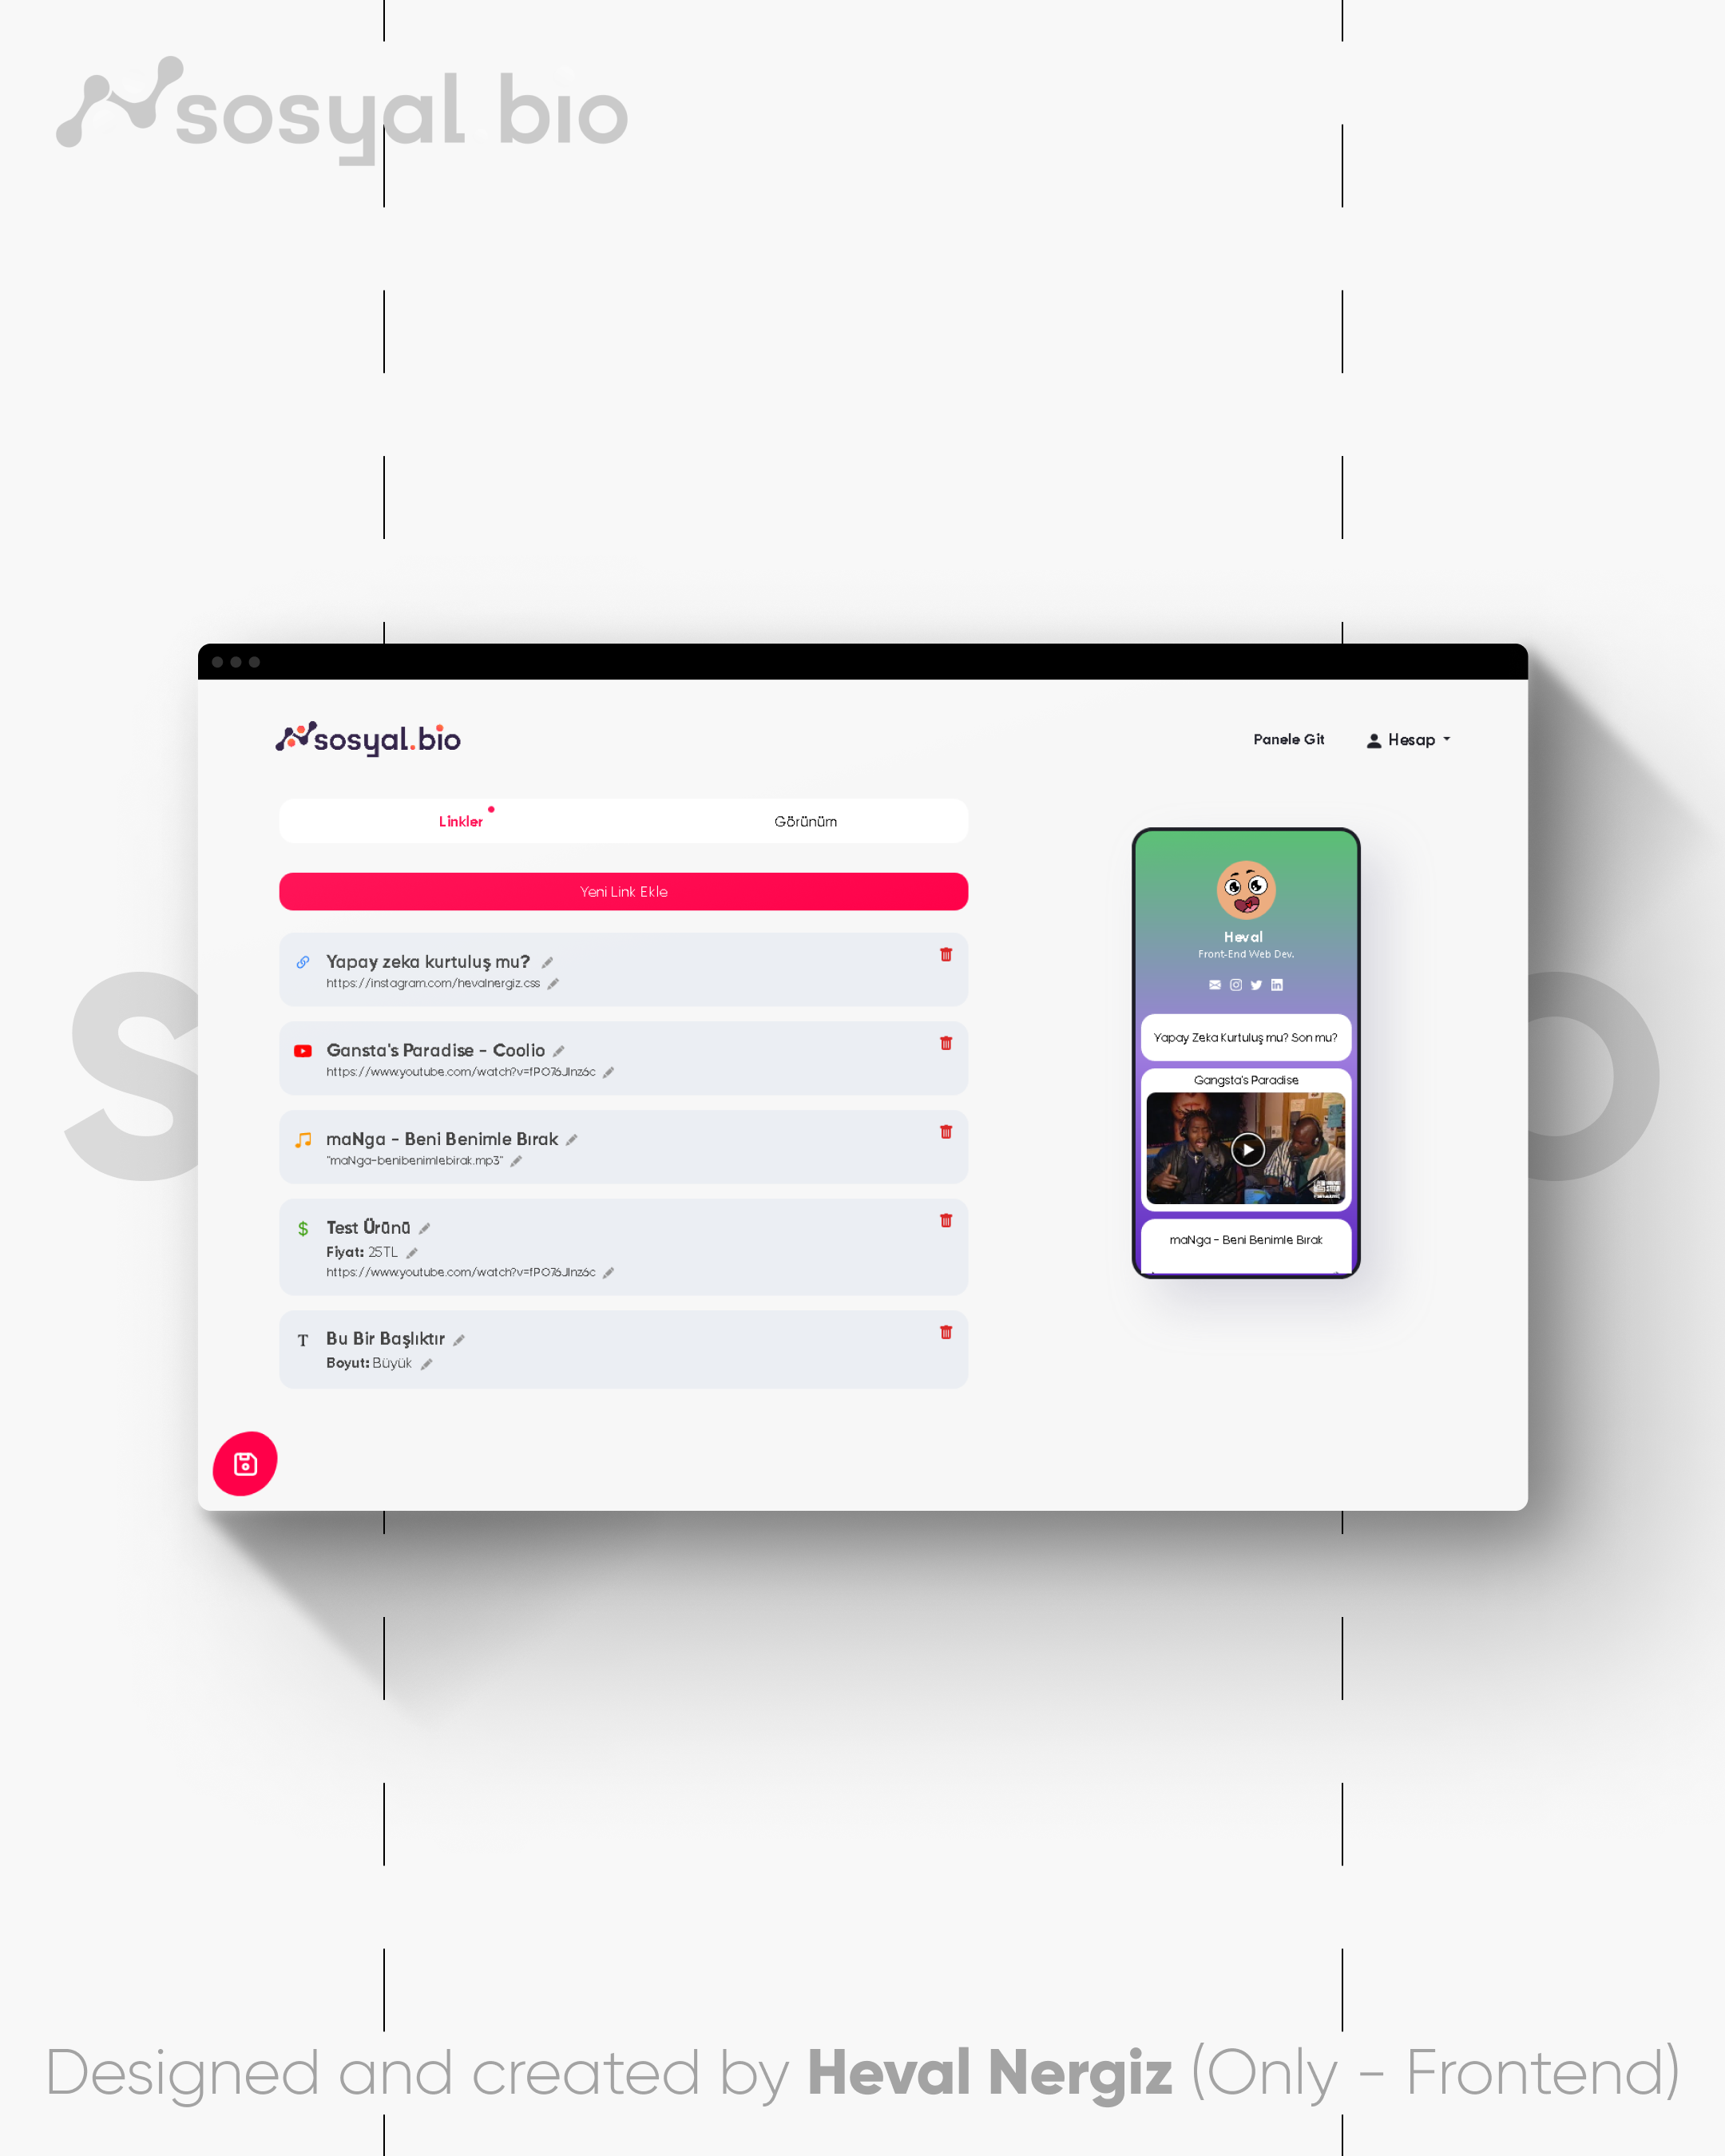 sosyal bio
S O
sosyal.bio
Panele Git
Hesap
Linkler
Görünüm
Yeni Link Ekle
Yapay zeka kurtuluş mu?
https://instagram.com/hevalnergiz.css
Gansta's Paradise - Coolio
https://www.youtube.com/watch?v=fPO76Jlnz6c
maNga - Beni Benimle Bırak
"maNga-benibenimlebirak.mp3"
Test Ürünü
Fiyat: 25TL
https://www.youtube.com/watch?v=fPO76Jlnz6c
Bu Bir Başlıktır
Boyut: Büyük
Heval
Front-End Web Dev.
Yapay Zeka Kurtuluş mu? Son mu?
Gangsta's Paradise
maNga - Beni Benimle Bırak
Designed and created by Heval Nergiz (Only - Frontend)